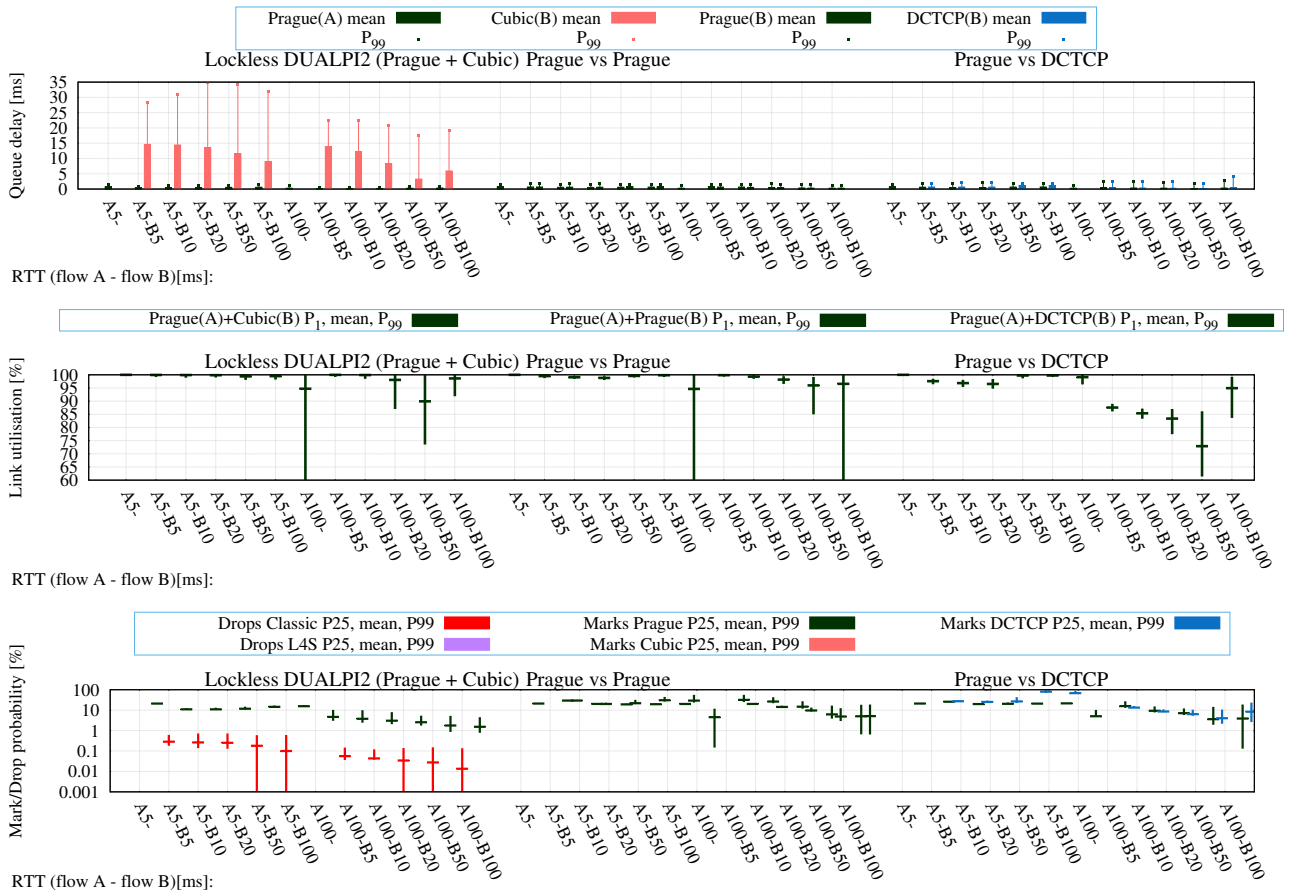 Prague(A) mean Cubic(B) mean Prague(B) mean DCTCP(B) mean
P99 P99 P99 P99
Lockless DUALPI2 (Prague + Cubic) Prague vs Prague Prague vs DCTCP
Queue delay [ms]
35
30
25
20
15
10
5
0
A5- A5-B5 A5-B10 A5-B20 A5-B50 A5-B100 A100- A100-B5 A100-B10 A100-B20 A100-B50 A100-B100 A5- A5-B5 A5-B10 A5-B20 A5-B50 A5-B100 A100- A100-B5 A100-B10 A100-B20 A100-B50 A100-B100 A5- A5-B5 A5-B10 A5-B20 A5-B50 A5-B100 A100- A100-B5 A100-B10 A100-B20 A100-B50 A100-B100
RTT (flow A - flow B)[ms]:
Prague(A)+Cubic(B) P1, mean, P99 Prague(A)+Prague(B) P1, mean, P99 Prague(A)+DCTCP(B) P1, mean, P99
Lockless DUALPI2 (Prague + Cubic) Prague vs Prague Prague vs DCTCP
Link utilisation [%]
100
95
90
85
80
75
70
65
60
A5- A5-B5 A5-B10 A5-B20 A5-B50 A5-B100 A100- A100-B5 A100-B10 A100-B20 A100-B50 A100-B100 A5- A5-B5 A5-B10 A5-B20 A5-B50 A5-B100 A100- A100-B5 A100-B10 A100-B20 A100-B50 A100-B100 A5- A5-B5 A5-B10 A5-B20 A5-B50 A5-B100 A100- A100-B5 A100-B10 A100-B20 A100-B50 A100-B100
RTT (flow A - flow B)[ms]:
Drops Classic P25, mean, P99 Marks Prague P25, mean, P99 Marks DCTCP P25, mean, P99
Drops L4S P25, mean, P99 Marks Cubic P25, mean, P99
Lockless DUALPI2 (Prague + Cubic) Prague vs Prague Prague vs DCTCP
Mark/Drop probability [%]
100
10
1
0.1
0.01
0.001
A5- A5-B5 A5-B10 A5-B20 A5-B50 A5-B100 A100- A100-B5 A100-B10 A100-B20 A100-B50 A100-B100 A5- A5-B5 A5-B10 A5-B20 A5-B50 A5-B100 A100- A100-B5 A100-B10 A100-B20 A100-B50 A100-B100 A5- A5-B5 A5-B10 A5-B20 A5-B50 A5-B100 A100- A100-B5 A100-B10 A100-B20 A100-B50 A100-B100
RTT (flow A - flow B)[ms]: